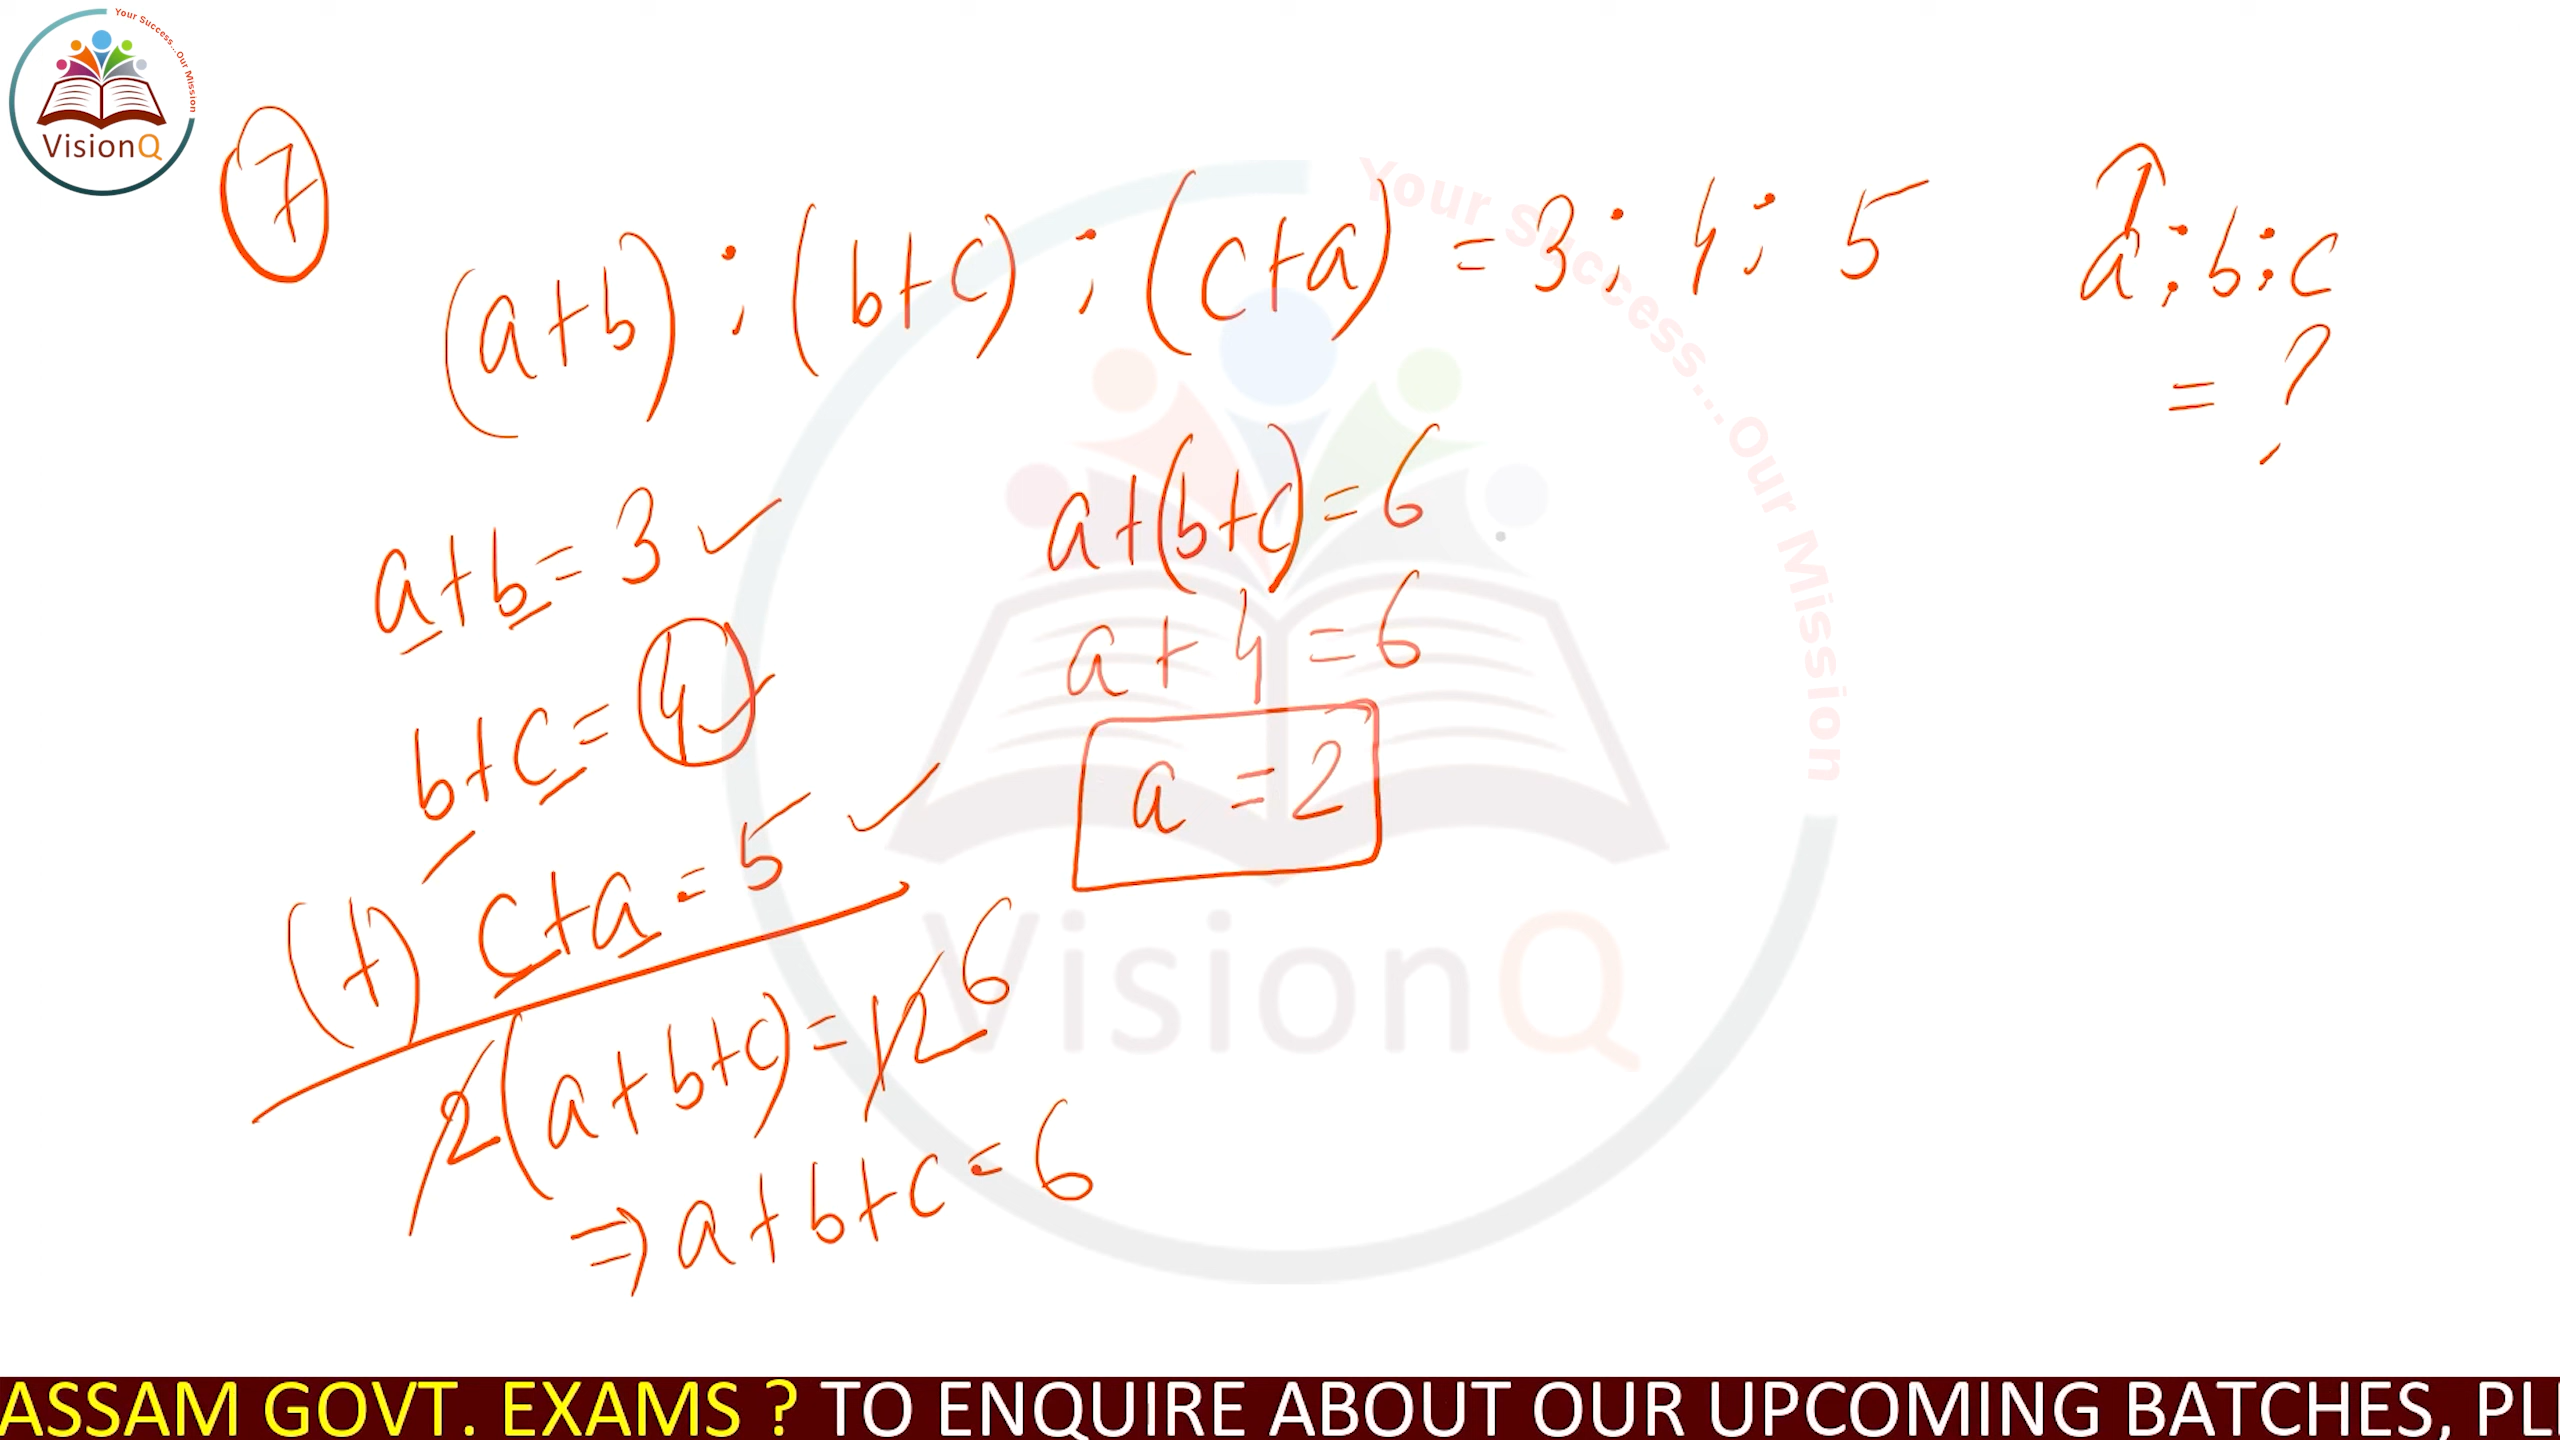 Your Success...Our Mission
VisionQ
7
(a+b) : (b+c) : (c+a) = 3 : 4 : 5
a:b:c
= ?
a+b = 3 ✓
b+c = 4 ✓
(+) c+a = 5 ✓
2(a+b+c) = 12 6
⇒ a+b+c = 6
a+(b+c) = 6
a+4 = 6
a = 2
Your Success...Our Mission
VisionQ
ASSAM GOVT. EXAMS ? TO ENQUIRE ABOUT OUR UPCOMING BATCHES, PL